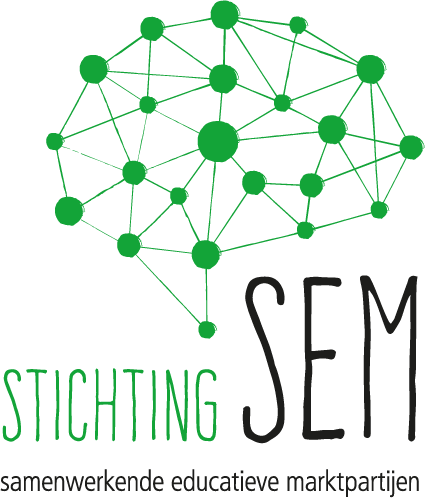 STICHTING SEM
samenwerkende educatieve marktpartijen